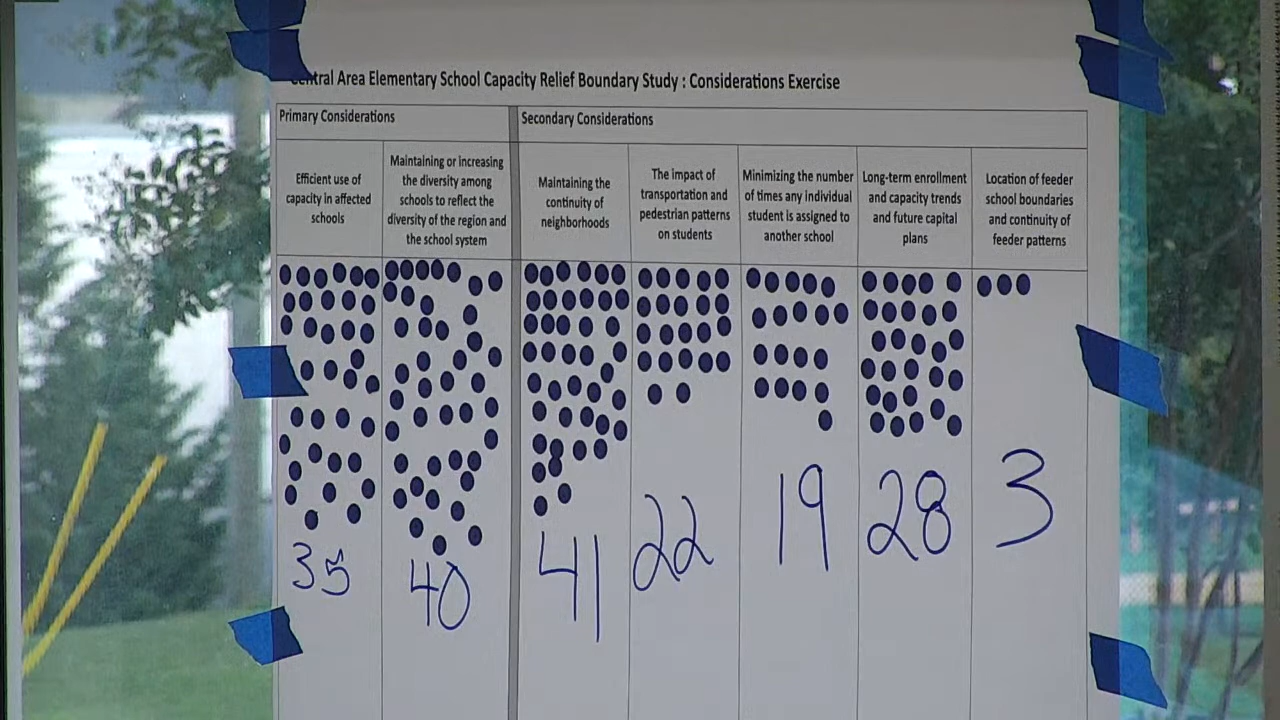 Central Area Elementary School Capacity Relief Boundary Study : Considerations Exercise
Primary Considerations
Secondary Considerations
Efficient use of
capacity in affected
schools
Maintaining or increasing
the diversity among
schools to reflect the
diversity of the region and
the school system
Maintaining the
continuity of
neighborhoods
The impact of
transportation and
pedestrian patterns
on students
Minimizing the number
of times any individual
student is assigned to
another school
Long-term enrollment
and capacity trends
and future capital
plans
Location of feeder
school boundaries
and continuity of
feeder patterns
35
40
41
22
19
28
3